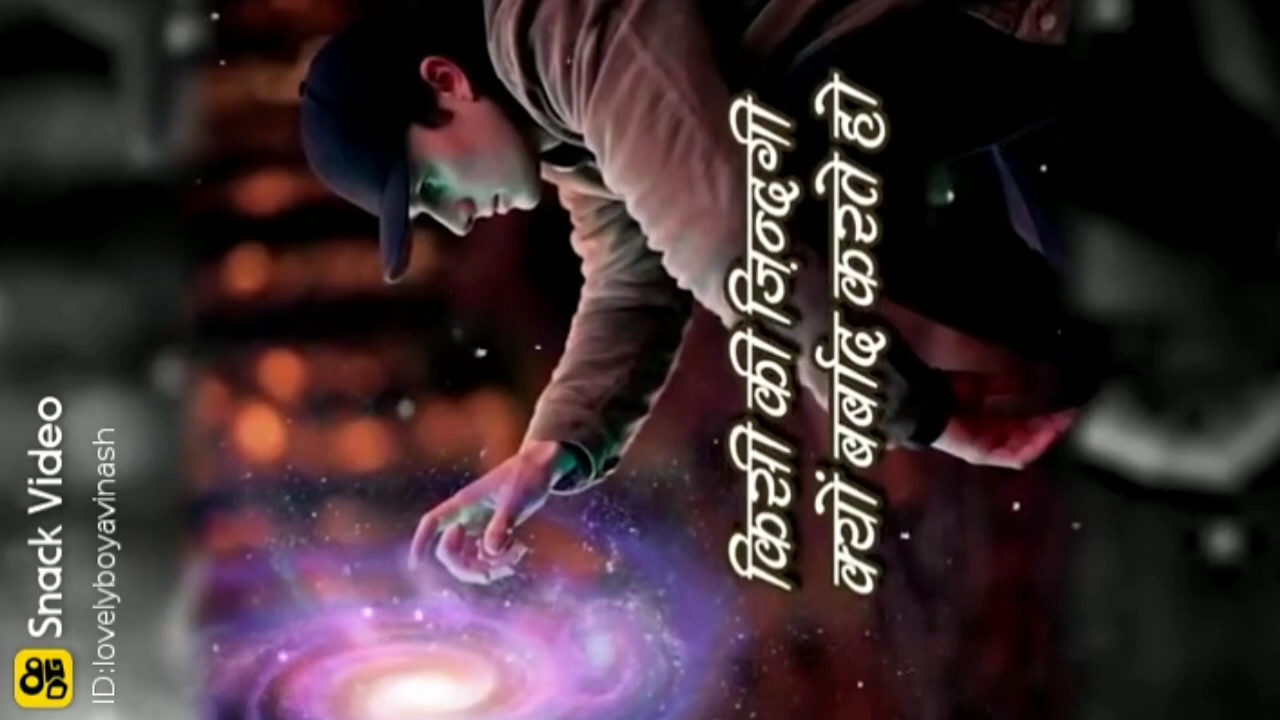 Snack Video
ID:lovelyboyavinash
किसी की ज़िन्दगी
क्यों बर्बाद करते हो